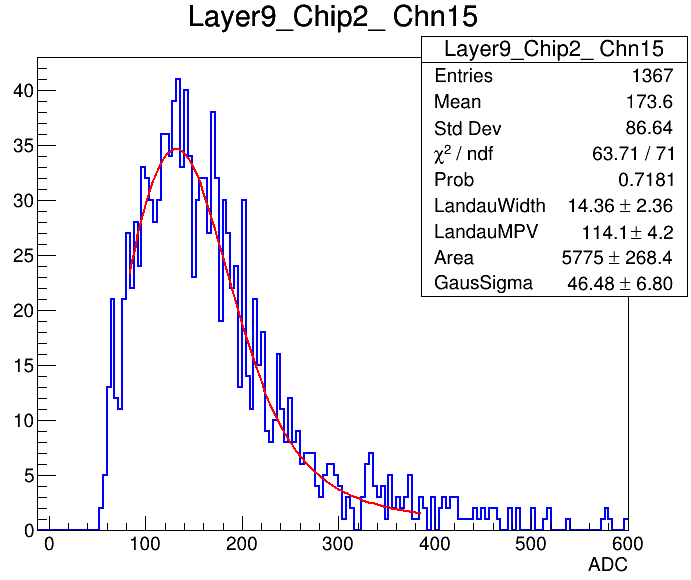 Layer9_Chip2_ Chn15
Layer9_Chip2_ Chn15
Entries 1367
Mean 173.6
Std Dev 86.64
χ² / ndf 63.71 / 71
Prob 0.7181
LandauWidth 14.36 ± 2.36
LandauMPV 114.1 ± 4.2
Area 5775 ± 268.4
GausSigma 46.48 ± 6.80
40
35
30
25
20
15
10
5
0
0 100 200 300 400 500 600
ADC